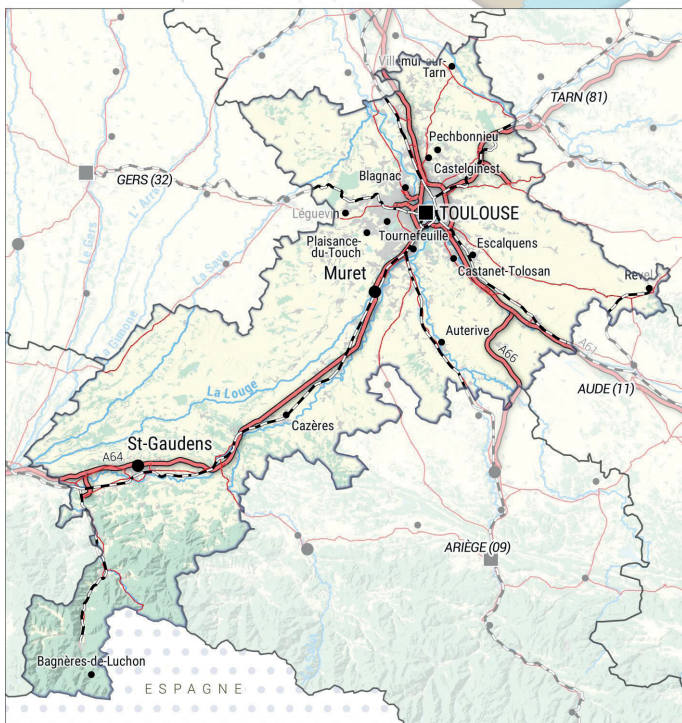 Villemur-sur-
Tarn
TARN (81)
Pechbonnieu
Castelginest
GERS (32)
Blagnac
Léguevin
TOULOUSE
Tournefeuille
Plaisance-
du-Touch
Escalquens
Castanet-Tolosan
Muret
Revel
Le Gers
L'Arrats
La Save
La Gimone
Auterive
A66
A61
AUDE (11)
La Louge
Cazères
St-Gaudens
A64
ARIÈGE (09)
Bagnères-de-Luchon
ESPAGNE